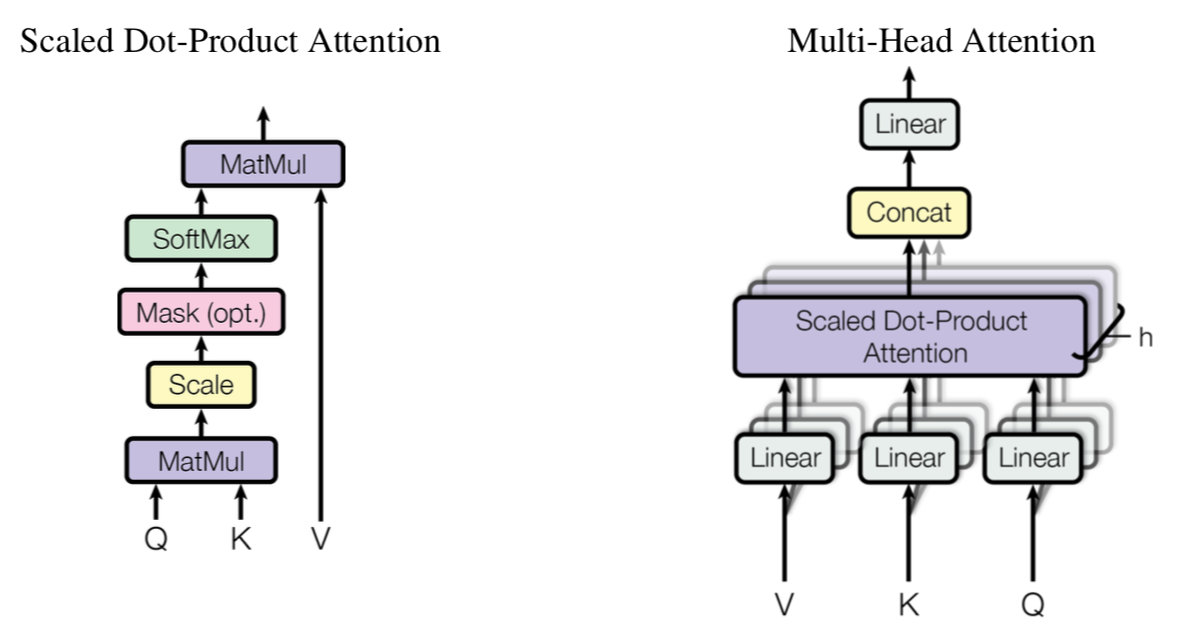 Scaled Dot-Product Attention
MatMul
SoftMax
Mask (opt.)
Scale
MatMul
Q K V
Multi-Head Attention
Linear
Concat
Scaled Dot-Product
Attention
h
Linear Linear Linear
V K Q